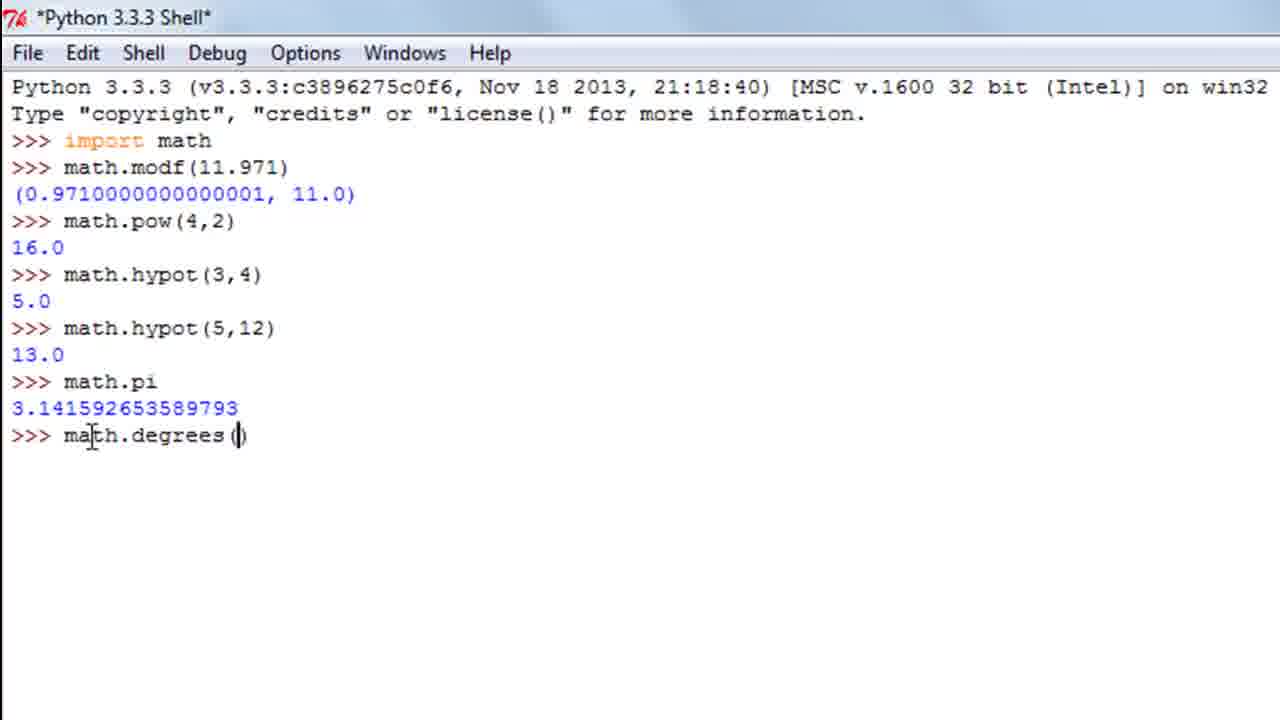 *Python 3.3.3 Shell*
File Edit Shell Debug Options Windows Help
Python 3.3.3 (v3.3.3:c3896275c0f6, Nov 18 2013, 21:18:40) [MSC v.1600 32 bit (Intel)] on win32
Type "copyright", "credits" or "license()" for more information.
>>> import math
>>> math.modf(11.971)
(0.9710000000000001, 11.0)
>>> math.pow(4,2)
16.0
>>> math.hypot(3,4)
5.0
>>> math.hypot(5,12)
13.0
>>> math.pi
3.141592653589793
>>> math.degrees()